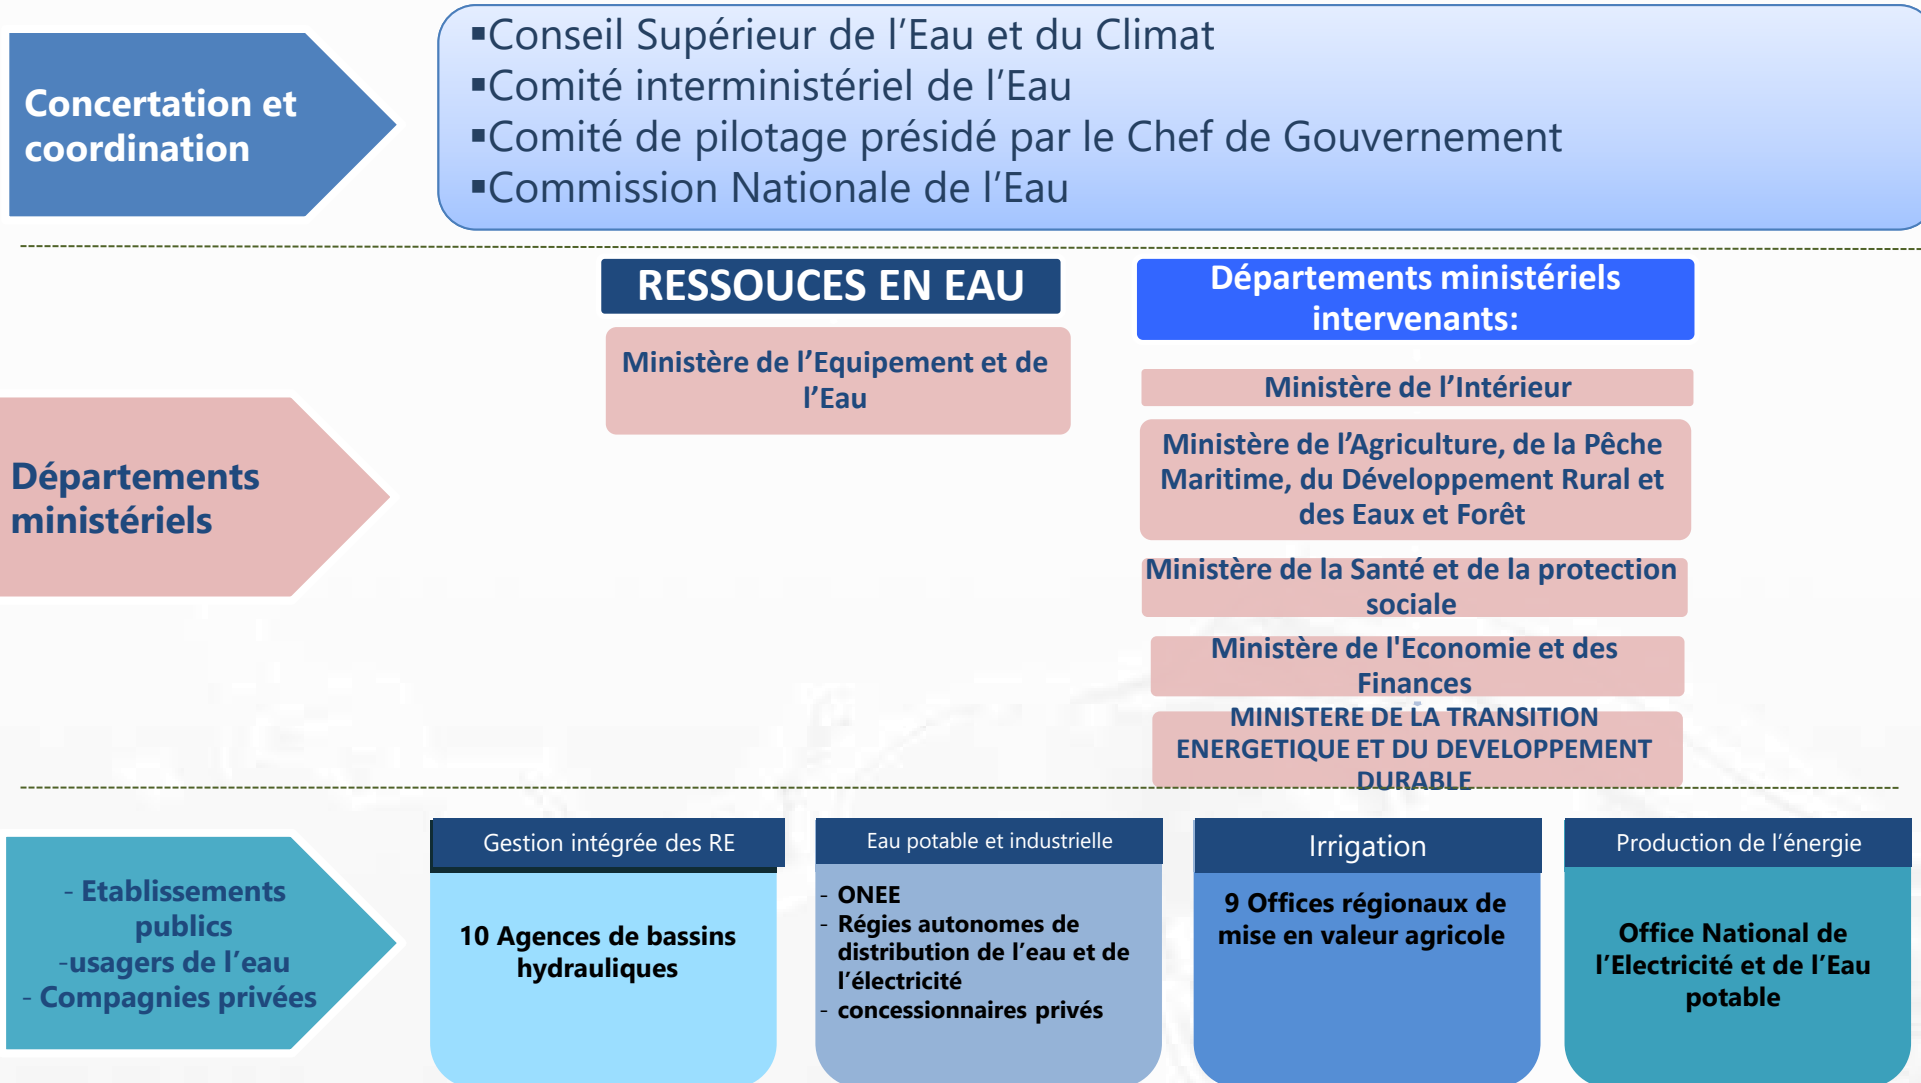 Concertation et
coordination
▪Conseil Supérieur de l’Eau et du Climat
▪Comité interministériel de l’Eau
▪Comité de pilotage présidé par le Chef de Gouvernement
▪Commission Nationale de l’Eau
Départements
ministériels
RESSOUCES EN EAU
Ministère de l’Equipement et de
l’Eau
Départements ministériels
intervenants:
Ministère de l’Intérieur
Ministère de l’Agriculture, de la Pêche
Maritime, du Développement Rural et
des Eaux et Forêt
Ministère de la Santé et de la protection
sociale
Ministère de l'Economie et des
Finances
MINISTERE DE LA TRANSITION
ENERGETIQUE ET DU DEVELOPPEMENT
DURABLE
- Etablissements
publics
-usagers de l’eau
- Compagnies privées
Gestion intégrée des RE
10 Agences de bassins
hydrauliques
Eau potable et industrielle
- ONEE
- Régies autonomes de
distribution de l’eau et de
l’électricité
- concessionnaires privés
Irrigation
9 Offices régionaux de
mise en valeur agricole
Production de l’énergie
Office National de
l’Electricité et de l’Eau
potable